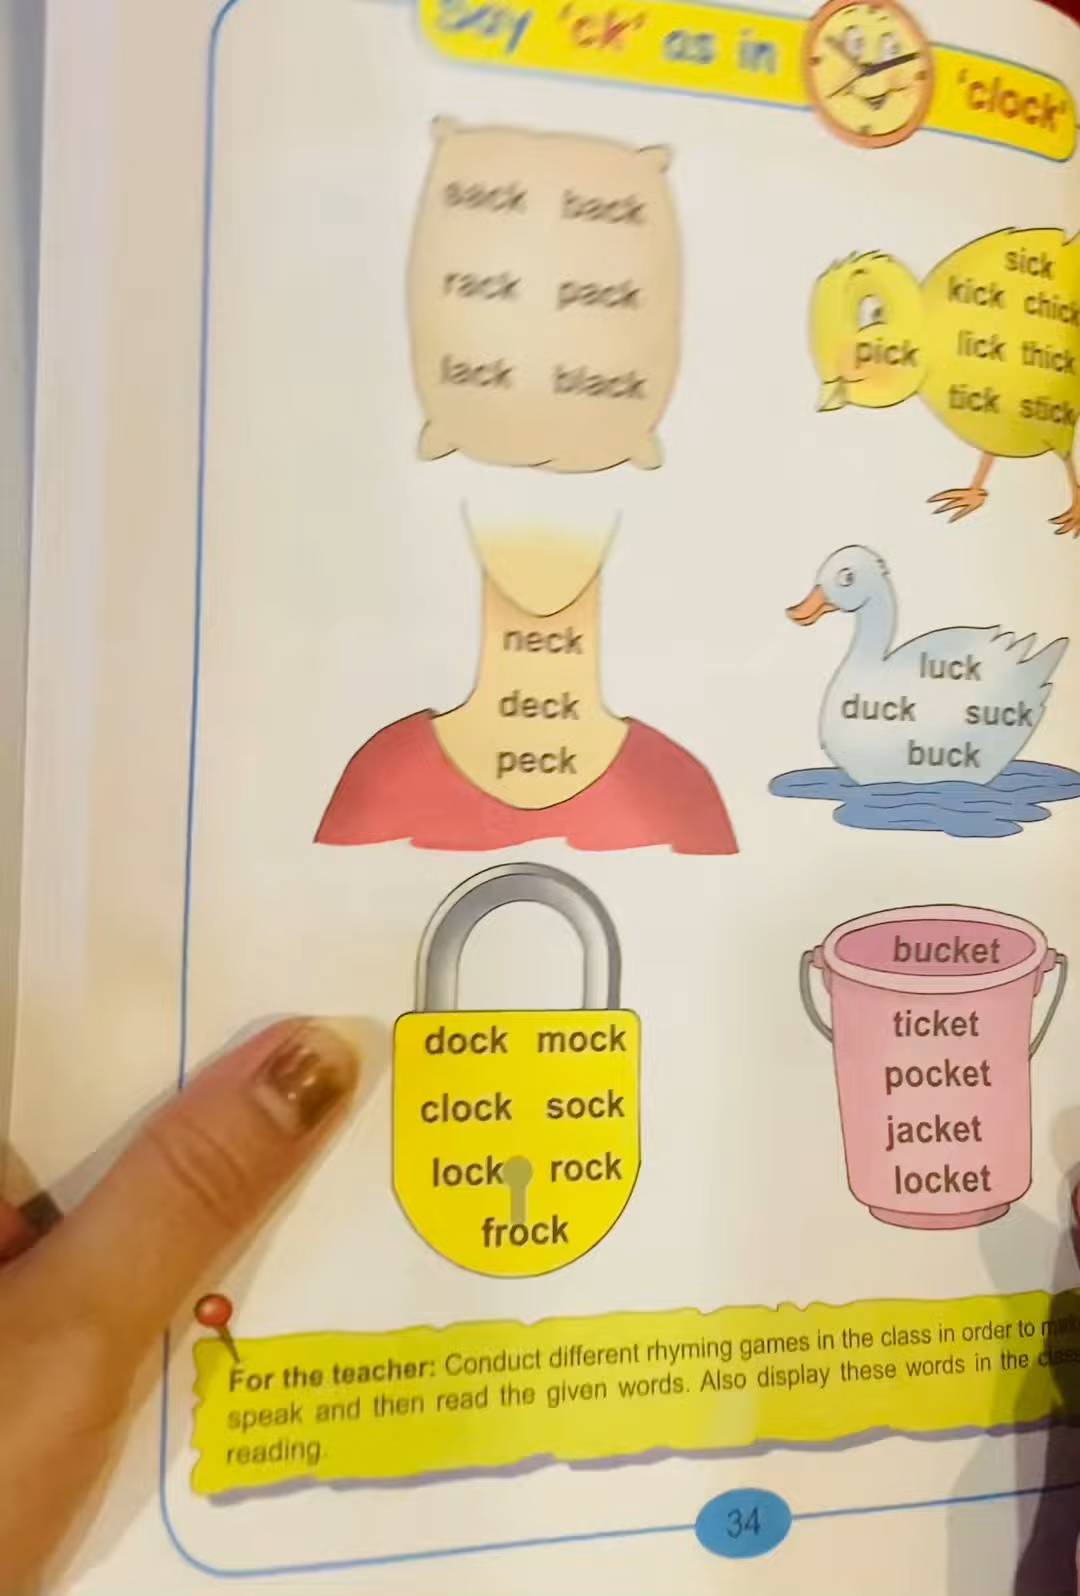 Say 'ck' as in 'clock'
sack back
rack pack
lack black
sick
kick chick
pick lick thick
tick stick
neck
deck
peck
luck
duck suck
buck
dock mock
clock sock
lock rock
frock
bucket
ticket
pocket
jacket
locket
For the teacher: Conduct different rhyming games in the class in order to
speak and then read the given words. Also display these words in the
reading.
34